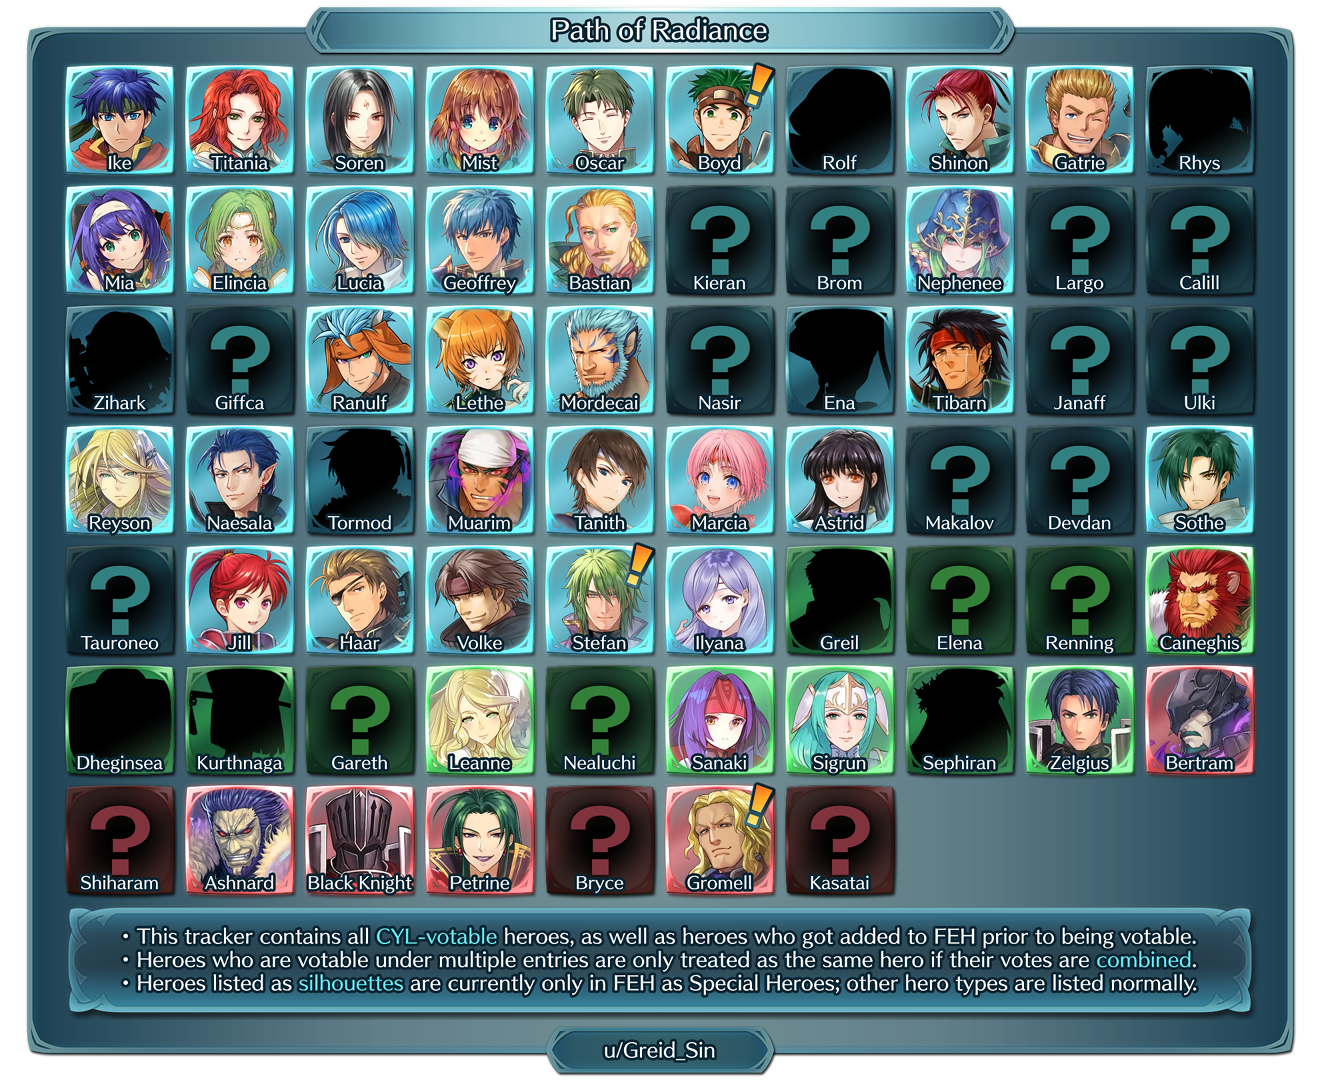 Path of Radiance
Ike Titania Soren Mist Oscar Boyd Rolf Shinon Gatrie Rhys
Mia Elincia Lucia Geoffrey Bastian Kieran Brom Nephenee Largo Calill
Zihark Giffca Ranulf Lethe Mordecai Nasir Ena Tibarn Janaff Ulki
Reyson Naesala Tormod Muarim Tanith Marcia Astrid Makalov Devdan Sothe
Tauroneo Jill Haar Volke Stefan Ilyana Greil Elena Renning Caineghis
Dheginsea Kurthnaga Gareth Leanne Nealuchi Sanaki Sigrun Sephiran Zelgius Bertram
Shiharam Ashnard Black Knight Petrine Bryce Gromell Kasatai
• This tracker contains all CYL-votable heroes, as well as heroes who got added to FEH prior to being votable.
• Heroes who are votable under multiple entries are only treated as the same hero if their votes are combined.
• Heroes listed as silhouettes are currently only in FEH as Special Heroes; other hero types are listed normally.
u/Greid_Sin